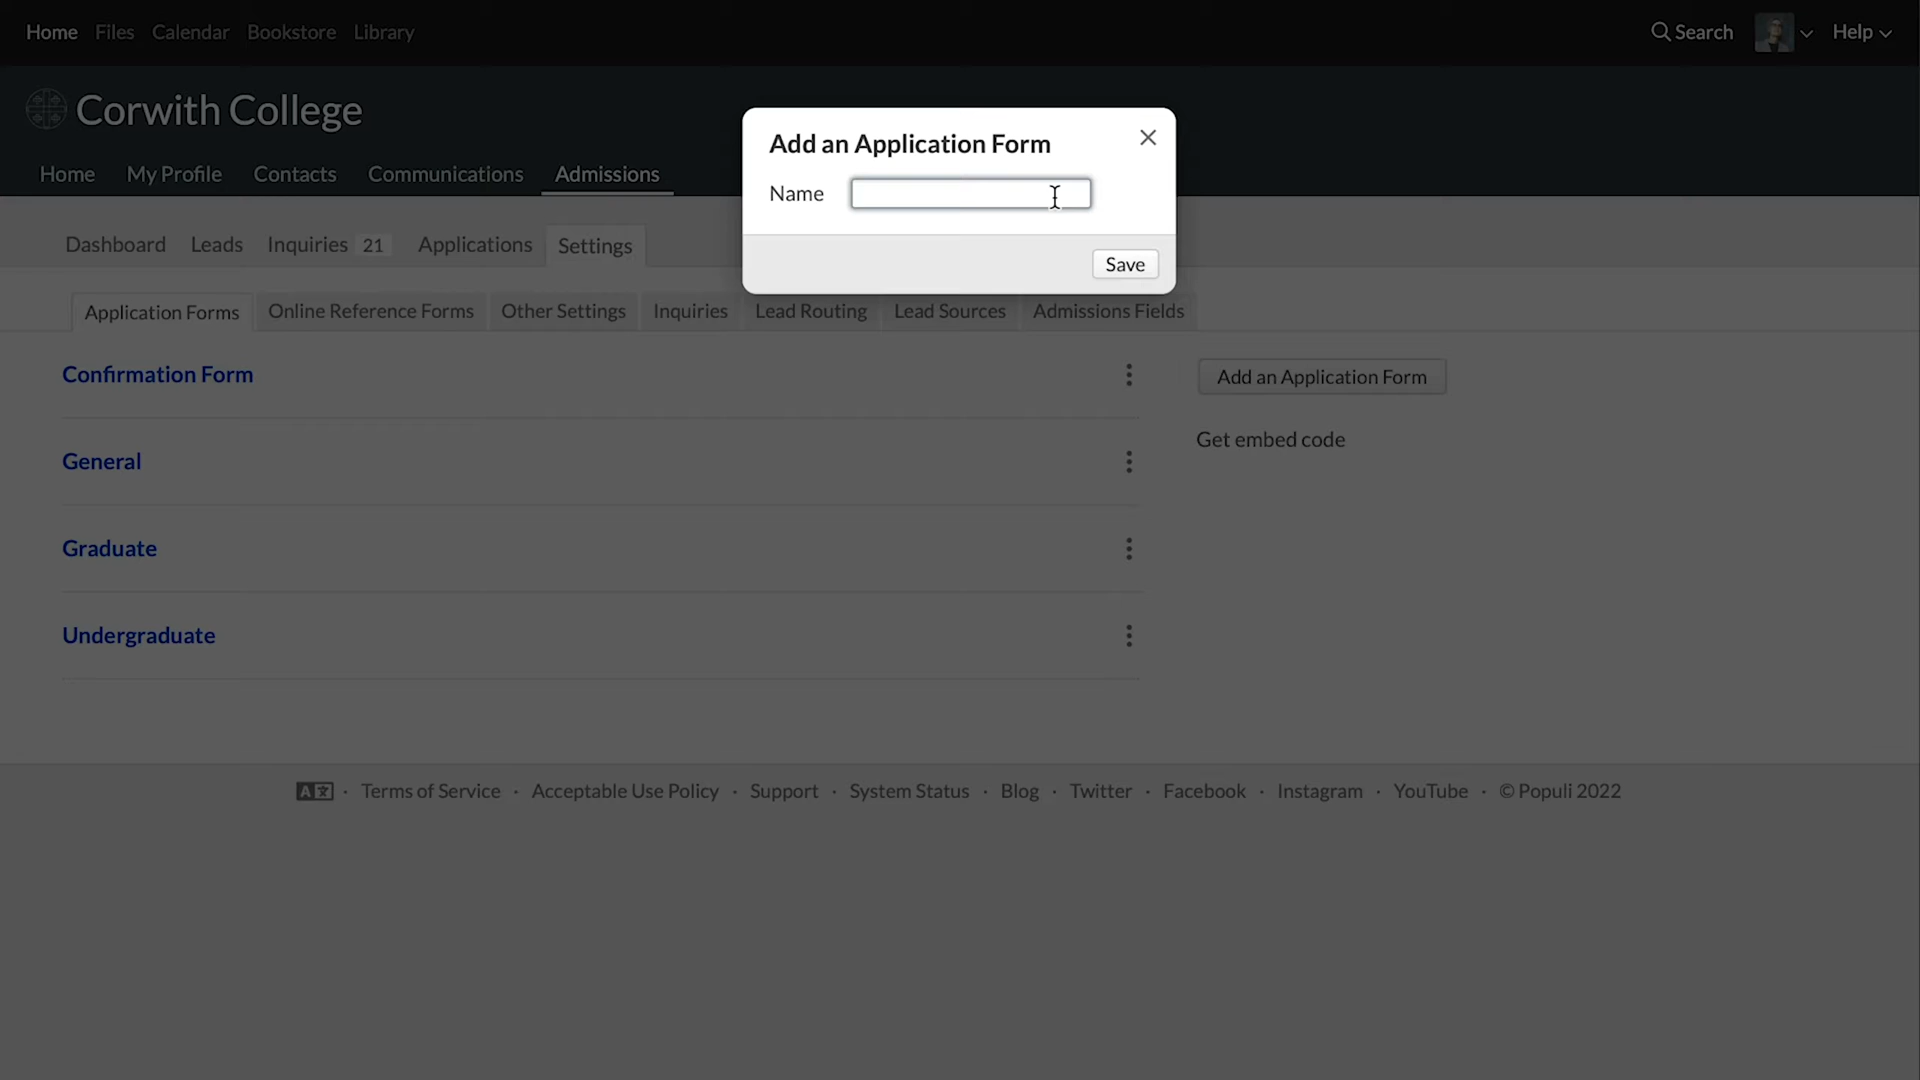 Home Files Calendar Bookstore Library Search Help
Corwith College
Home My Profile Contacts Communications Admissions
Add an Application Form
Name
Save
Dashboard Leads Inquiries 21 Applications Settings
Application Forms Online Reference Forms Other Settings Inquiries Lead Routing Lead Sources Admissions Fields
Confirmation Form
General
Graduate
Undergraduate
Add an Application Form
Get embed code
A文 · Terms of Service · Acceptable Use Policy · Support · System Status · Blog · Twitter · Facebook · Instagram · YouTube · © Populi 2022